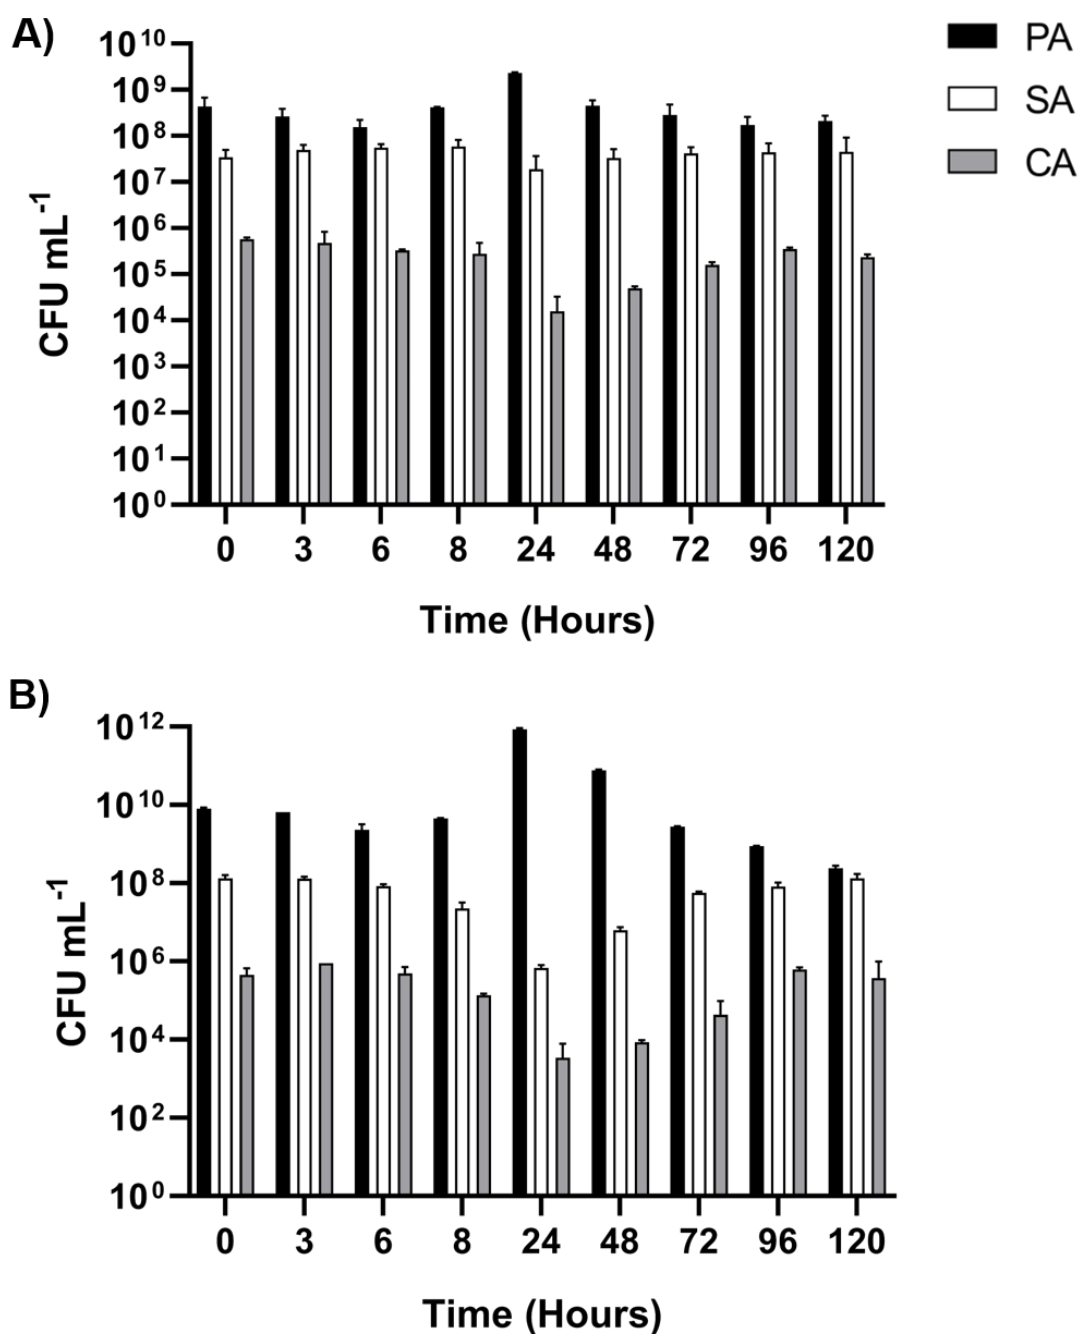 A)
PA
SA
CA
CFU mL⁻¹
10¹⁰
10⁹
10⁸
10⁷
10⁶
10⁵
10⁴
10³
10²
10¹
10⁰
0 3 6 8 24 48 72 96 120
Time (Hours)
B)
CFU mL⁻¹
10¹²
10¹⁰
10⁸
10⁶
10⁴
10²
10⁰
0 3 6 8 24 48 72 96 120
Time (Hours)